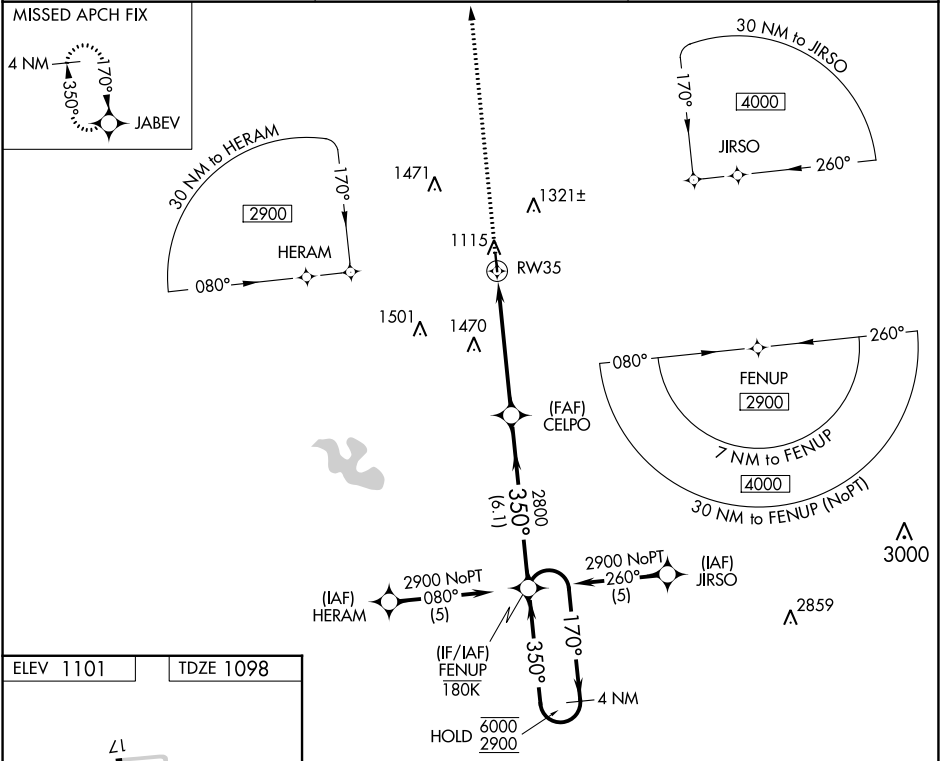 MISSED APCH FIX
4 NM
170°
350°
JABEV
30 NM to HERAM
170°
2900
HERAM
080°
1471
1321±
1115
RW35
1501
1470
30 NM to JIRSO
170°
4000
JIRSO
260°
080°
260°
FENUP
2900
7 NM to FENUP
4000
30 NM to FENUP (NoPT)
(FAF)
CELPO
2800
350°
(6.1)
3000
2859
(IAF)
HERAM
2900 NoPT
080°
(5)
2900 NoPT
260°
(5)
(IAF)
JIRSO
(IF/IAF)
FENUP
180K
350°
170°
4 NM
HOLD
6000
2900
ELEV 1101
TDZE 1098
17